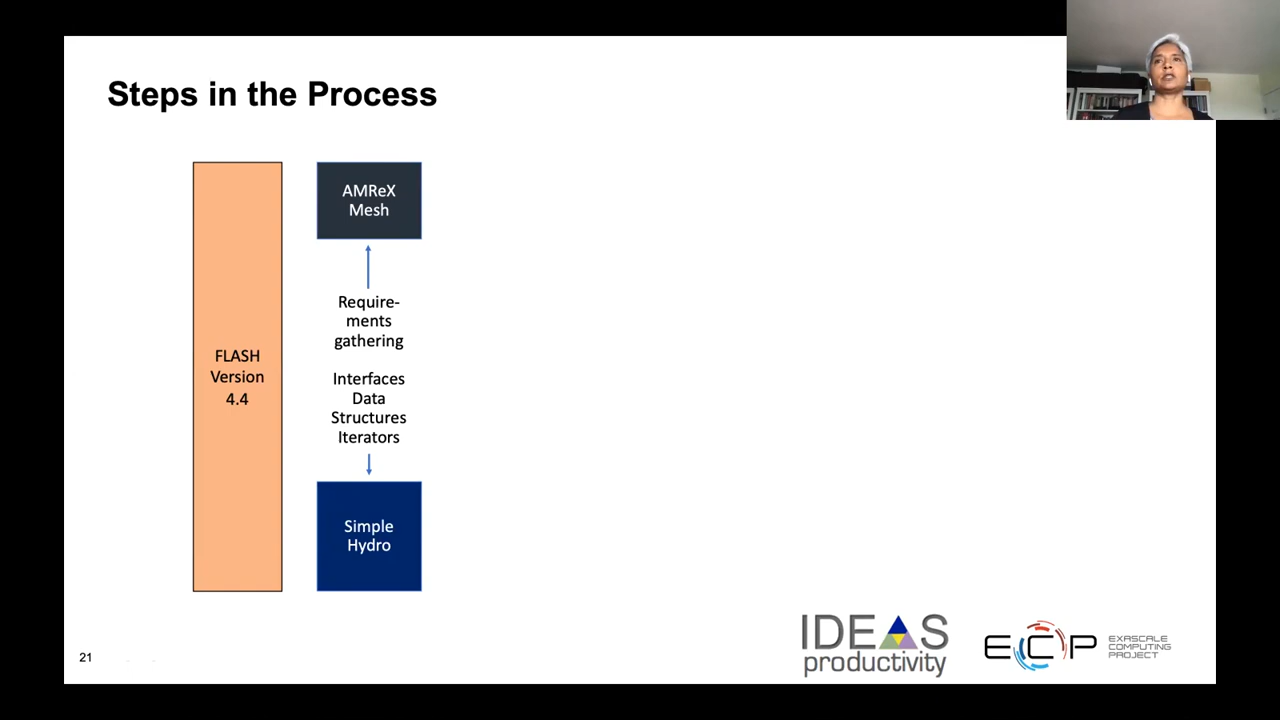 Steps in the Process
FLASH
Version
4.4
AMReX
Mesh
Require-
ments
gathering
Interfaces
Data
Structures
Iterators
Simple
Hydro
21
IDEAS
productivity
ECP
EXASCALE
COMPUTING
PROJECT